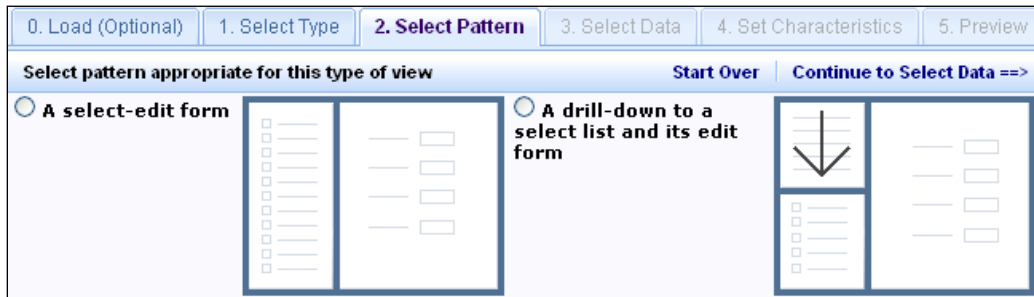 0. Load (Optional) 1. Select Type 2. Select Pattern 3. Select Data 4. Set Characteristics 5. Preview
Select pattern appropriate for this type of view Start Over Continue to Select Data ==>
A select-edit form
A drill-down to a
select list and its edit
form